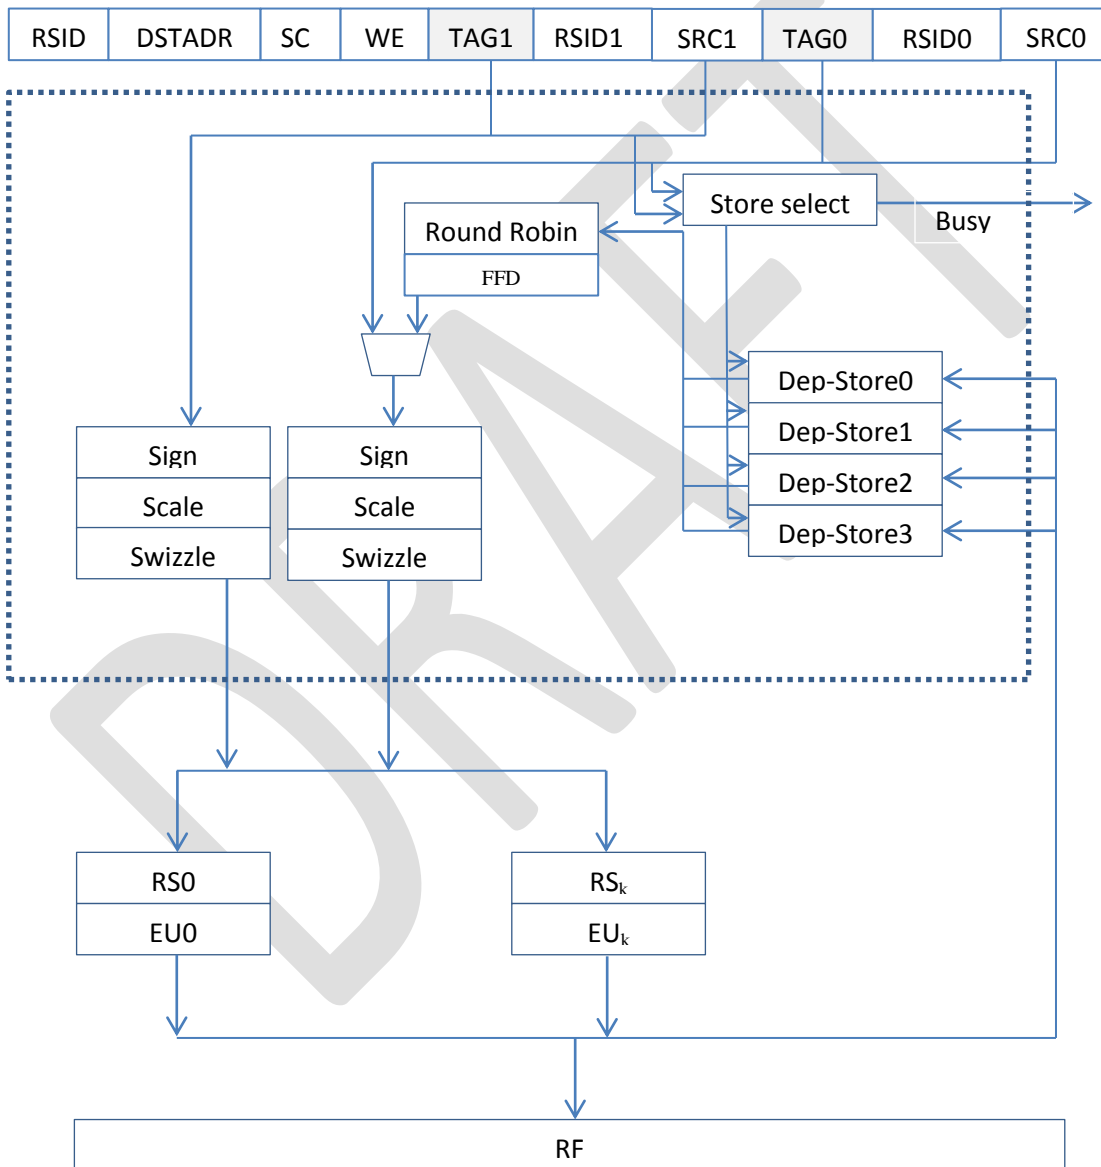 RSID DSTADR SC WE TAG1 RSID1 SRC1 TAG0 RSID0 SRC0
Store select
Busy
Round Robin
FFD
Dep-Store0
Dep-Store1
Dep-Store2
Dep-Store3
Sign Sign
Scale Scale
Swizzle Swizzle
RS0 RSk
EU0 EUk
RF
DRAFT